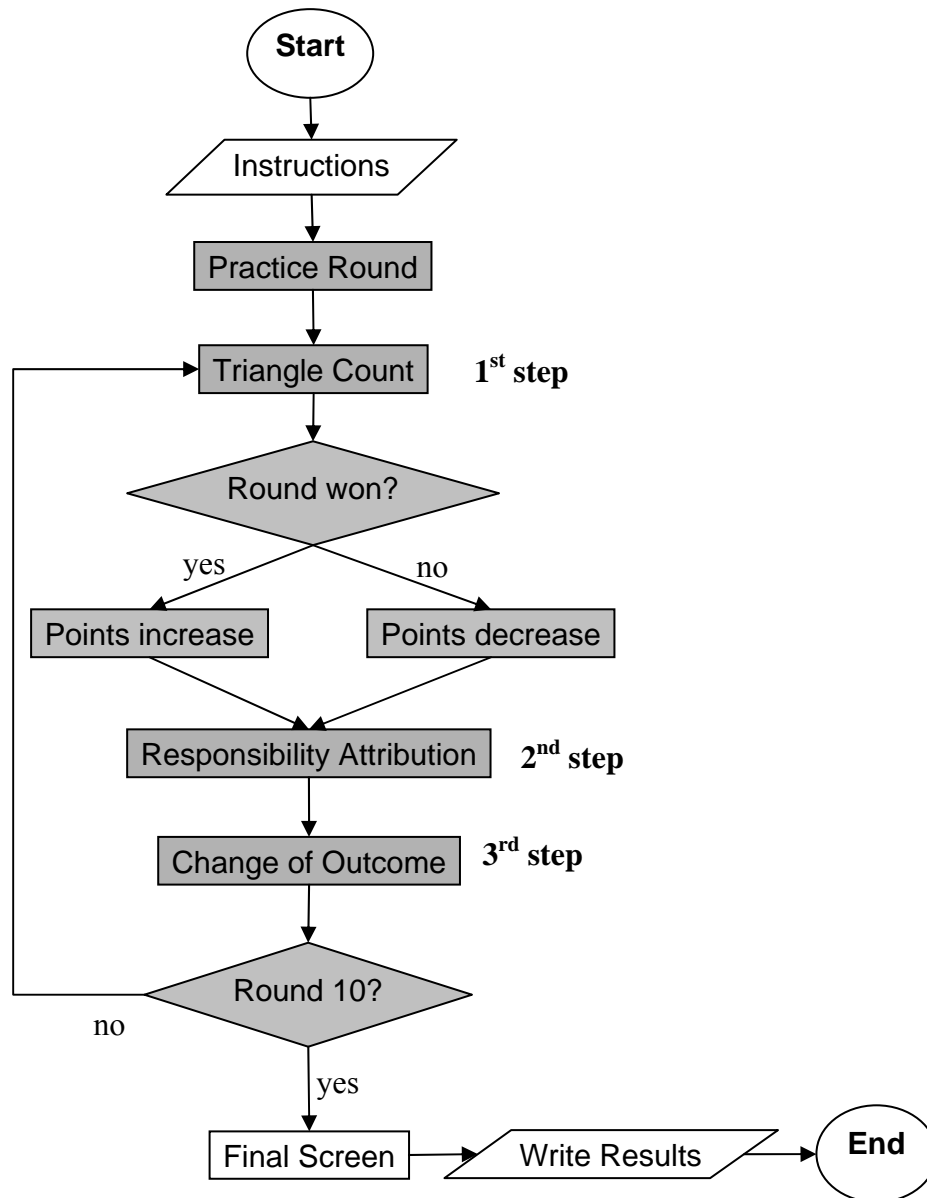 Start
Instructions
Practice Round
Triangle Count 1st step
Round won?
yes no
Points increase Points decrease
Responsibility Attribution 2nd step
Change of Outcome 3rd step
Round 10?
no
yes
Final Screen Write Results End